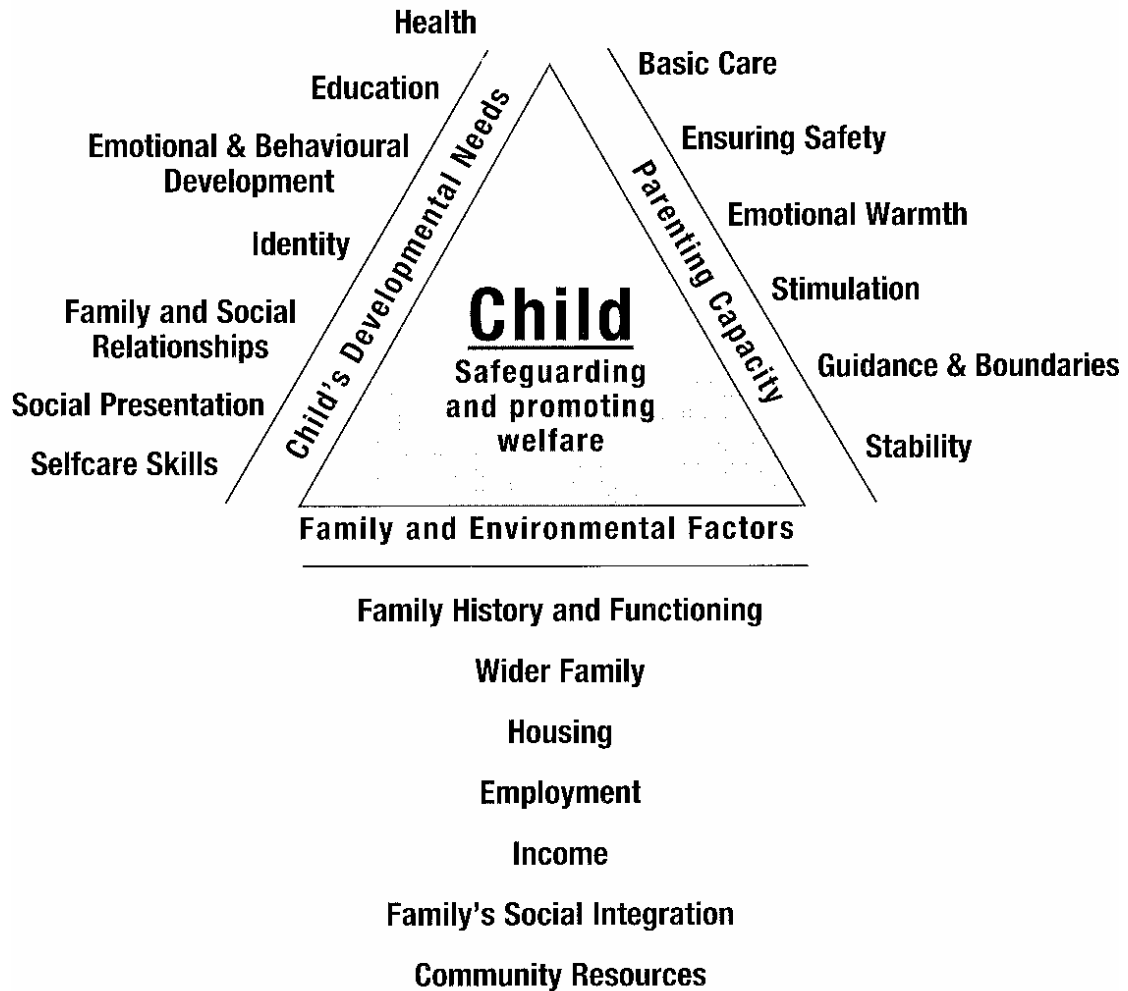 Health
Education
Emotional & Behavioural
Development
Identity
Family and Social
Relationships
Social Presentation
Selfcare Skills
Child's Developmental Needs
Basic Care
Ensuring Safety
Emotional Warmth
Stimulation
Guidance & Boundaries
Stability
Parenting Capacity
Child
Safeguarding
and promoting
welfare
Family and Environmental Factors
Family History and Functioning
Wider Family
Housing
Employment
Income
Family's Social Integration
Community Resources